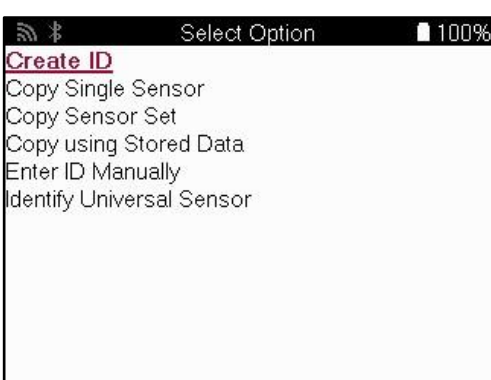 Select Option 100%
Create ID
Copy Single Sensor
Copy Sensor Set
Copy using Stored Data
Enter ID Manually
Identify Universal Sensor